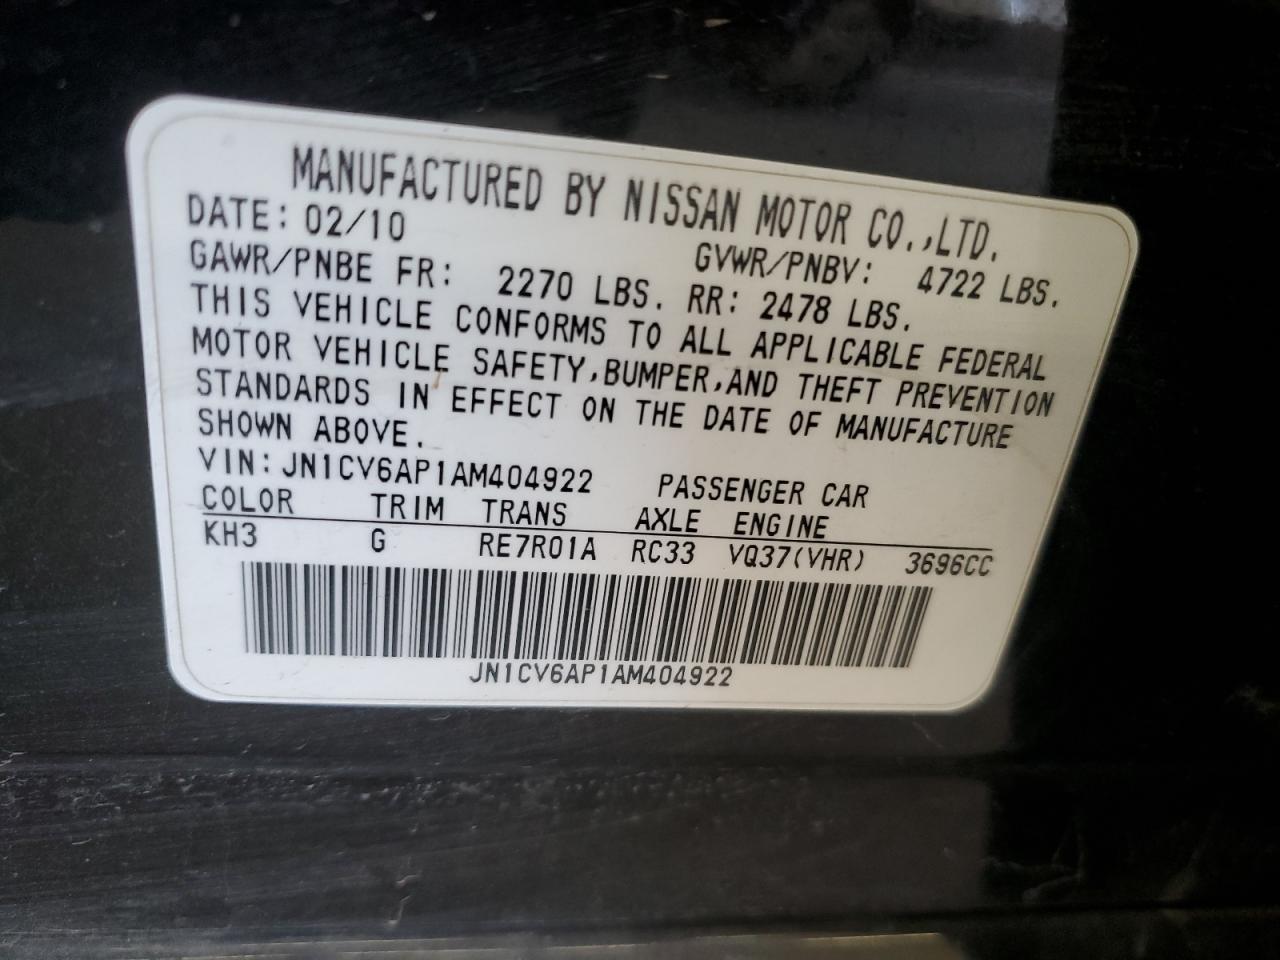 MANUFACTURED BY NISSAN MOTOR CO.,LTD.
DATE: 02/10 GVWR/PNBV: 4722 LBS.
GAWR/PNBE FR: 2270 LBS. RR: 2478 LBS.
THIS VEHICLE CONFORMS TO ALL APPLICABLE FEDERAL
MOTOR VEHICLE SAFETY,BUMPER,AND THEFT PREVENTION
STANDARDS IN EFFECT ON THE DATE OF MANUFACTURE
SHOWN ABOVE.
VIN: JN1CV6AP1AM404922 PASSENGER CAR
COLOR TRIM TRANS AXLE ENGINE
KH3 G RE7R01A RC33 VQ37(VHR) 3696CC
JN1CV6AP1AM404922